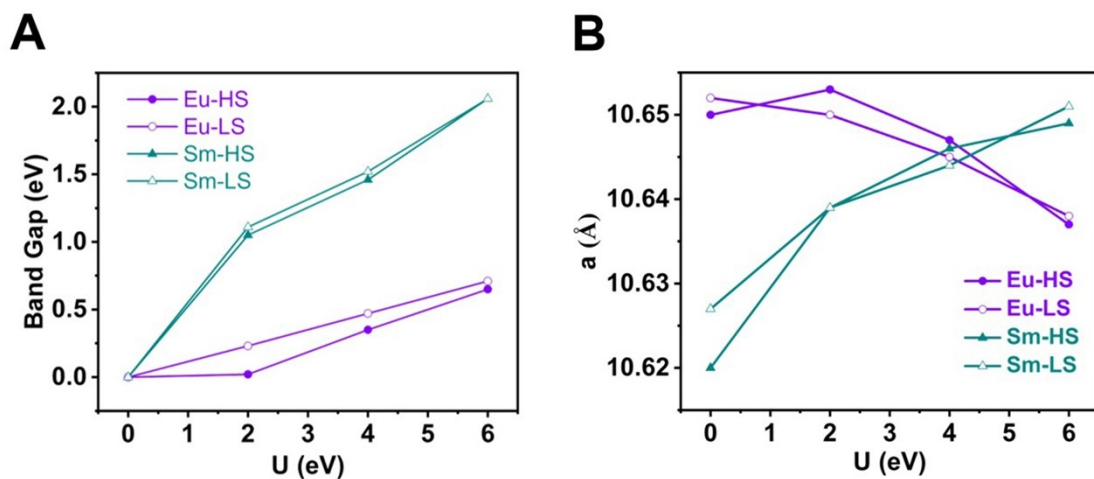 A
Band Gap (eV)
2.0
1.5
1.0
0.5
0.0
Eu-HS
Eu-LS
Sm-HS
Sm-LS
0 1 2 3 4 5 6
U (eV)
B
a (Å)
10.65
10.64
10.63
10.62
Eu-HS
Eu-LS
Sm-HS
Sm-LS
0 1 2 3 4 5 6
U (eV)